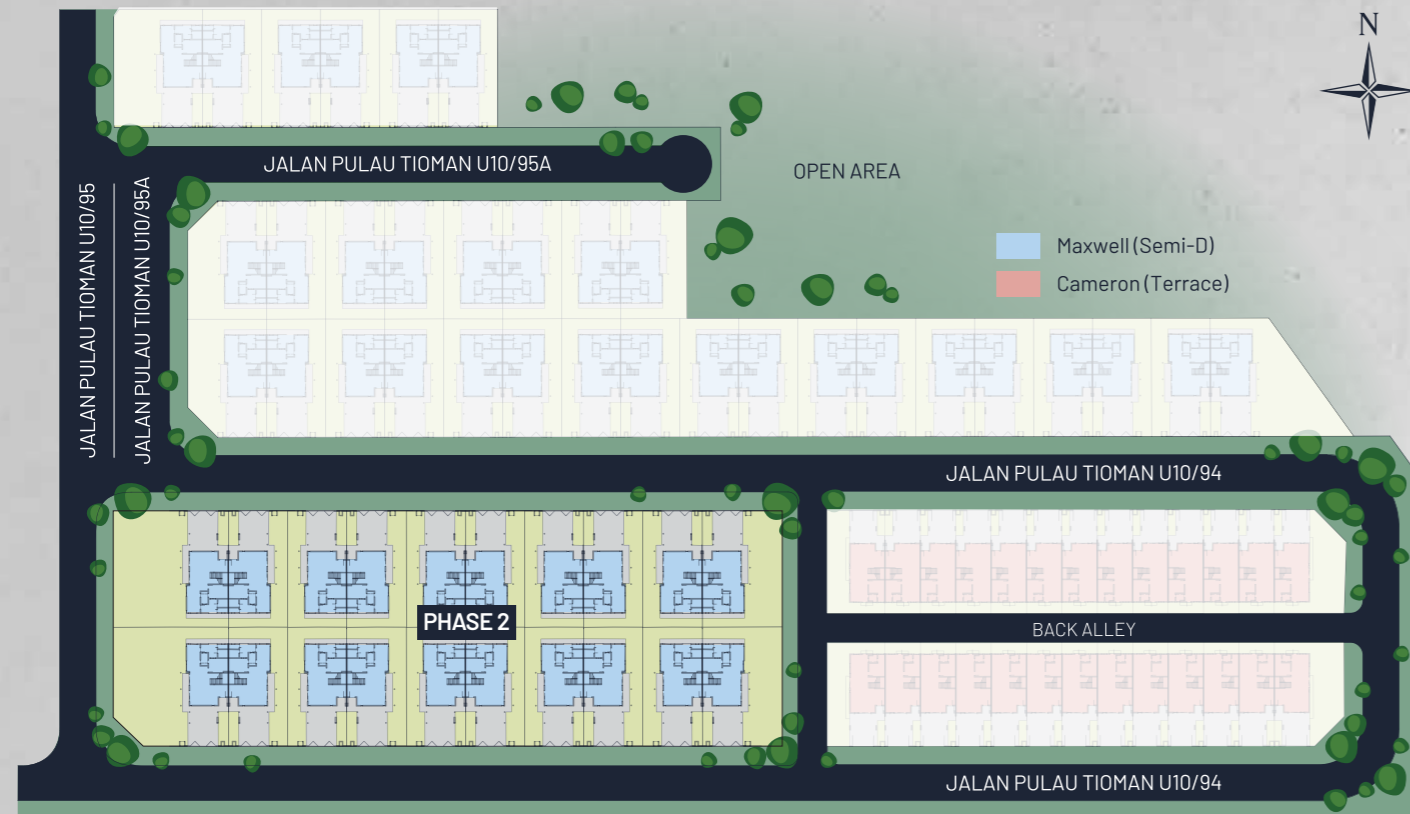 N
JALAN PULAU TIOMAN U10/95A
OPEN AREA
JALAN PULAU TIOMAN U10/95
JALAN PULAU TIOMAN U10/95A
Maxwell (Semi-D)
Cameron (Terrace)
JALAN PULAU TIOMAN U10/94
PHASE 2
BACK ALLEY
JALAN PULAU TIOMAN U10/94